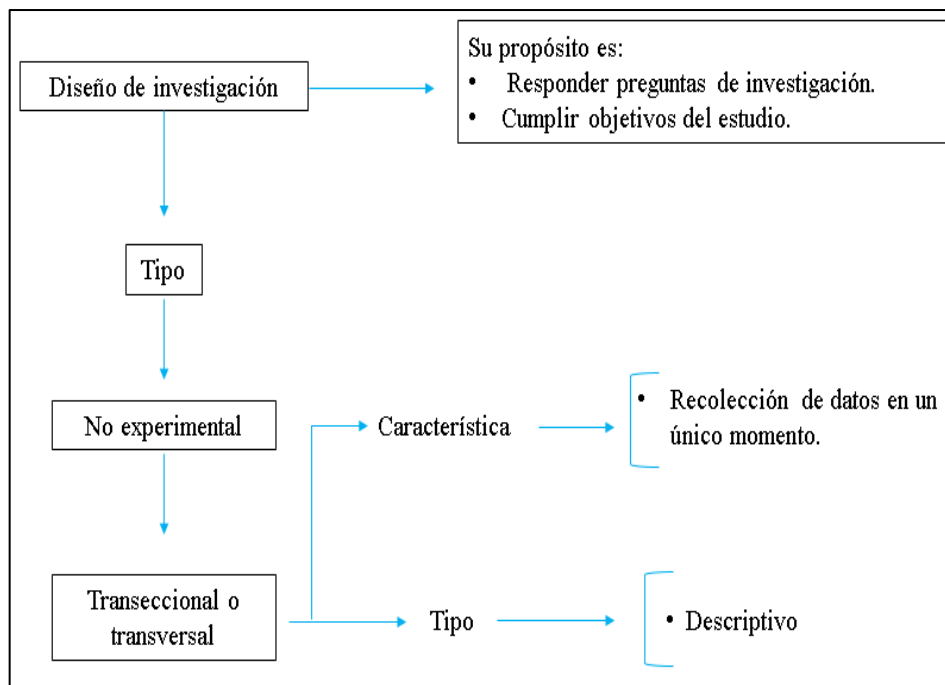 Diseño de investigación
Su propósito es:
• Responder preguntas de investigación.
• Cumplir objetivos del estudio.
Tipo
No experimental
Característica
• Recolección de datos en un
único momento.
Transeccional o
transversal
Tipo
• Descriptivo